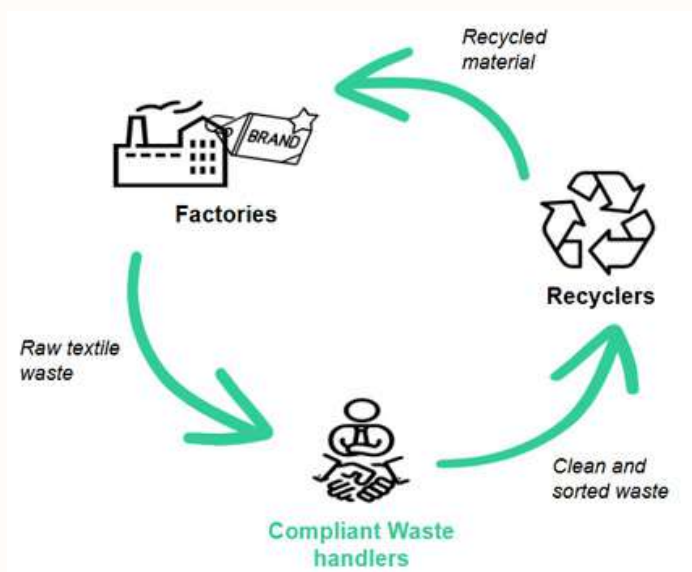 Recycled
material
BRAND
Factories
Recyclers
Raw textile
waste
Clean and
sorted waste
Compliant Waste
handlers